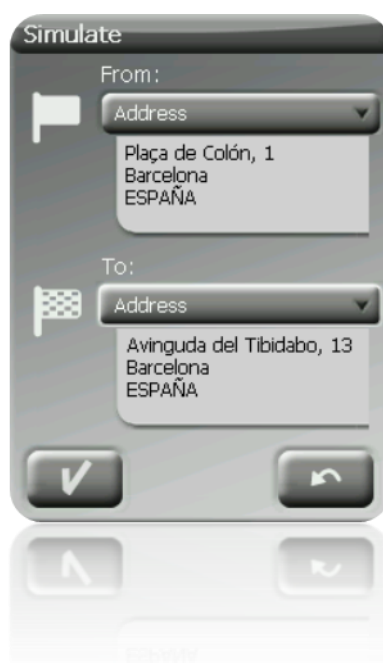 Simulate
From:
Address
Plaça de Colón, 1
Barcelona
ESPAÑA
To:
Address
Avinguda del Tibidabo, 13
Barcelona
ESPAÑA